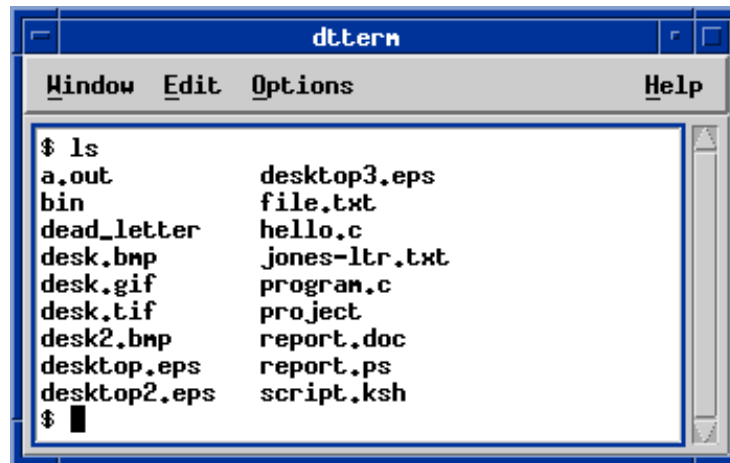 dtterm
Window Edit Options Help
$ ls
a.out desktop3.eps
bin file.txt
dead_letter hello.c
desk.bmp jones-ltr.txt
desk.gif program.c
desk.tif project
desk2.bmp report.doc
desktop.eps report.ps
desktop2.eps script.ksh
$